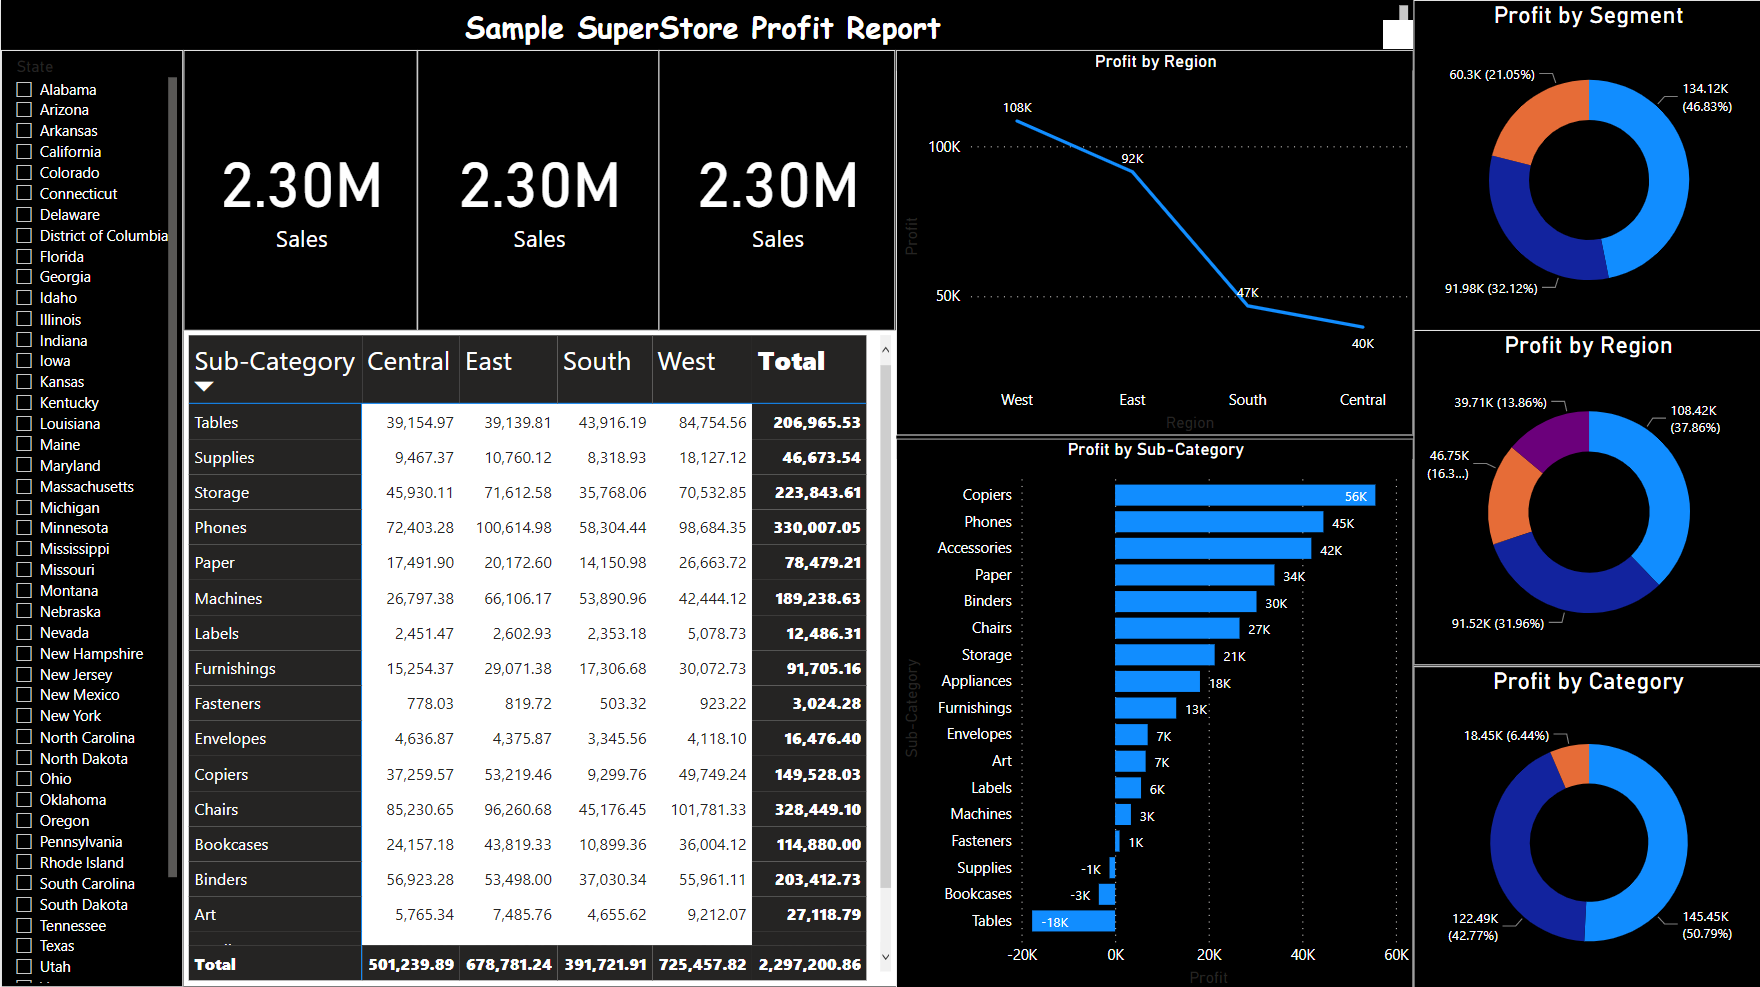 Sample SuperStore Profit Report
State
Alabama
Arizona
Arkansas
California
Colorado
Connecticut
Delaware
District of Columbia
Florida
Georgia
Idaho
Illinois
Indiana
Iowa
Kansas
Kentucky
Louisiana
Maine
Maryland
Massachusetts
Michigan
Minnesota
Mississippi
Missouri
Montana
Nebraska
Nevada
New Hampshire
New Jersey
New Mexico
New York
North Carolina
North Dakota
Ohio
Oklahoma
Oregon
Pennsylvania
Rhode Island
South Carolina
South Dakota
Tennessee
Texas
Utah
2.30M
Sales
2.30M
Sales
2.30M
Sales
Sub-Category Central East South West Total
Tables 39,154.97 39,139.81 43,916.19 84,754.56 206,965.53
Supplies 9,467.37 10,760.12 8,318.93 18,127.12 46,673.54
Storage 45,930.11 71,612.58 35,768.06 70,532.85 223,843.61
Phones 72,403.28 100,614.98 58,304.44 98,684.35 330,007.05
Paper 17,491.90 20,172.60 14,150.98 26,663.72 78,479.21
Machines 26,797.38 66,106.17 53,890.96 42,444.12 189,238.63
Labels 2,451.47 2,602.93 2,353.18 5,078.73 12,486.31
Furnishings 15,254.37 29,071.38 17,306.68 30,072.73 91,705.16
Fasteners 778.03 819.72 503.32 923.22 3,024.28
Envelopes 4,636.87 4,375.87 3,345.56 4,118.10 16,476.40
Copiers 37,259.57 53,219.46 9,299.76 49,749.24 149,528.03
Chairs 85,230.65 96,260.68 45,176.45 101,781.33 328,449.10
Bookcases 24,157.18 43,819.33 10,899.36 36,004.12 114,880.00
Binders 56,923.28 53,498.00 37,030.34 55,961.11 203,412.73
Art 5,765.34 7,485.76 4,655.62 9,212.07 27,118.79
Total 501,239.89 678,781.24 391,721.91 725,457.82 2,297,200.86
Profit by Region
108K
100K
92K
Profit
50K
47K
40K
West East South Central
Region
Profit by Sub-Category
Sub-Category
Copiers 56K
Phones 45K
Accessories 42K
Paper 34K
Binders 30K
Chairs 27K
Storage 21K
Appliances 18K
Furnishings 13K
Envelopes 7K
Art 7K
Labels 6K
Machines 3K
Fasteners 1K
Supplies -1K
Bookcases -3K
Tables -18K
-20K 0K 20K 40K 60K
Profit
Profit by Segment
60.3K (21.05%)
134.12K
(46.83%)
91.98K (32.12%)
Profit by Region
39.71K (13.86%)
108.42K
(37.86%)
46.75K
(16.3...)
91.52K (31.96%)
Profit by Category
18.45K (6.44%)
122.49K
(42.77%)
145.45K
(50.79%)